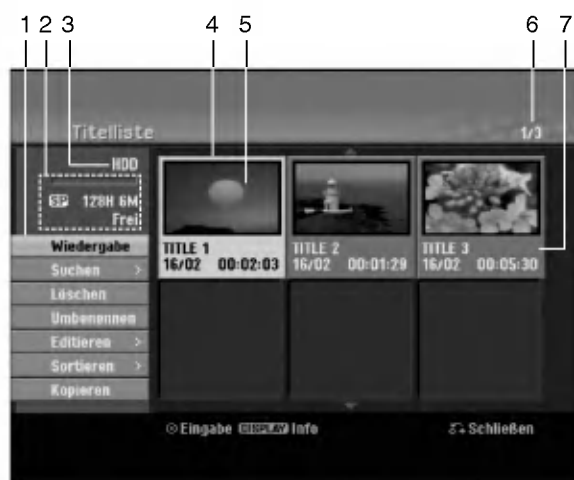 1 2 3 4 5 6 7
Titelliste
1/3
HDD
SP 128H 6M
Frei
Wiedergabe
Suchen >
Löschen
Umbenennen
Editieren >
Sortieren >
Kopieren
TITLE 1
16/02 00:02:03
TITLE 2
16/02 00:01:29
TITLE 3
16/02 00:05:30
Eingabe DISPLAY Info
Schließen